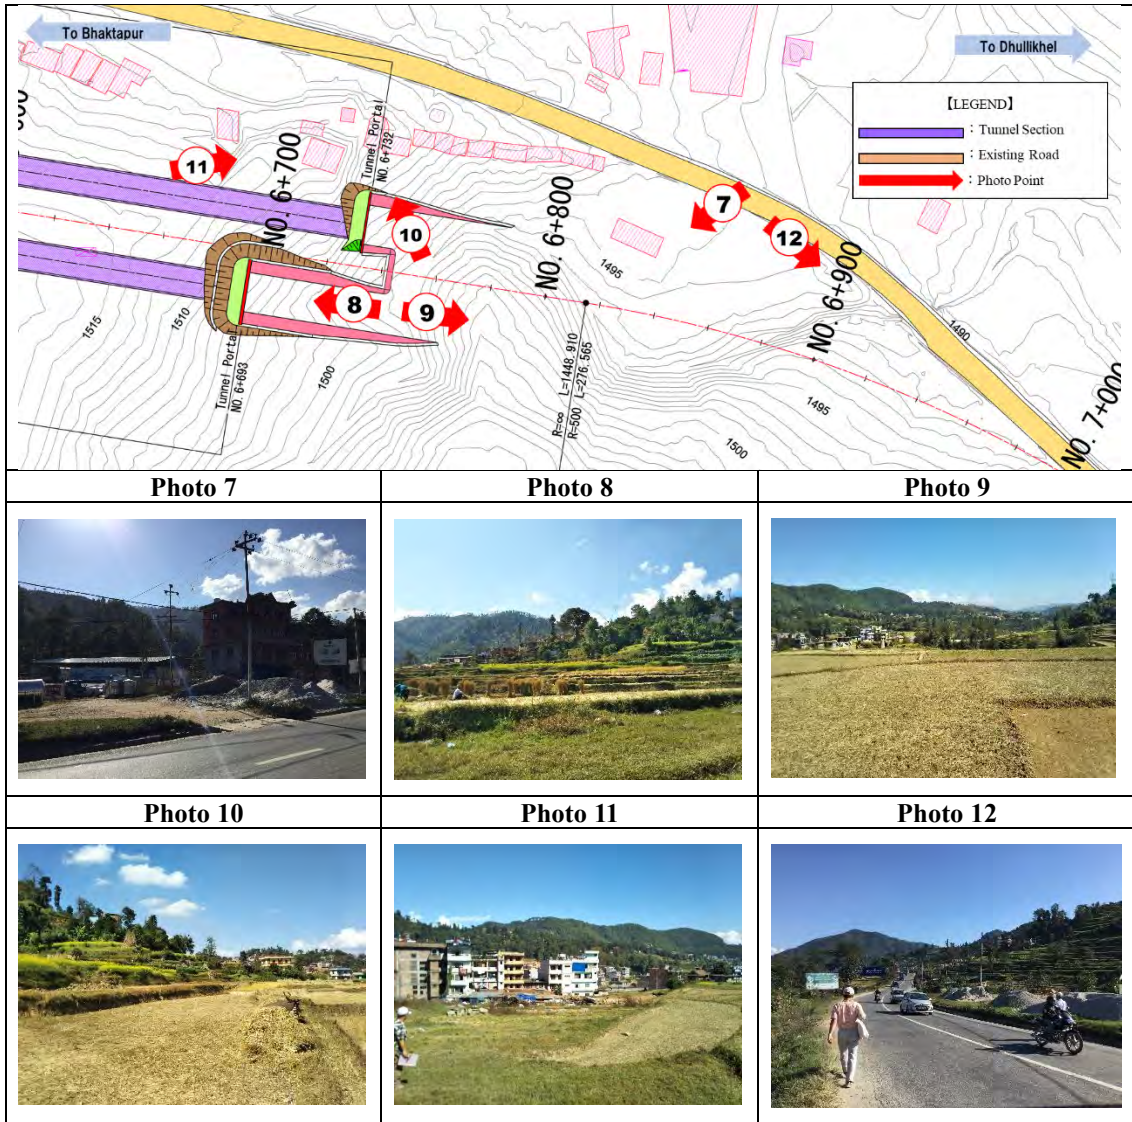 To Bhaktapur
To Dhullikhel
【LEGEND】
: Tunnel Section
: Existing Road
: Photo Point
Tunnel Portal
NO. 6+732
NO. 6+700
11
10
7
12
NO. 6+800
NO. 6+900
8
9
1495
1490
1515
1510
1500
Tunnel Portal
NO. 6+693
R=∞ L=1448.910
R=500 L=276.565
1495
1500
NO. 7+000
Photo 7
Photo 8
Photo 9
Photo 10
Photo 11
Photo 12